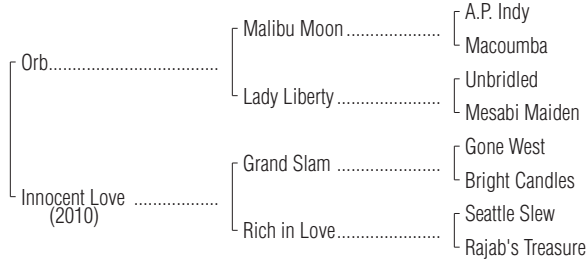 A.P. Indy
Malibu Moon
Macoumba
Orb
Unbridled
Lady Liberty
Mesabi Maiden
Gone West
Grand Slam
Bright Candles
Innocent Love
(2010)
Seattle Slew
Rich in Love
Rajab's Treasure